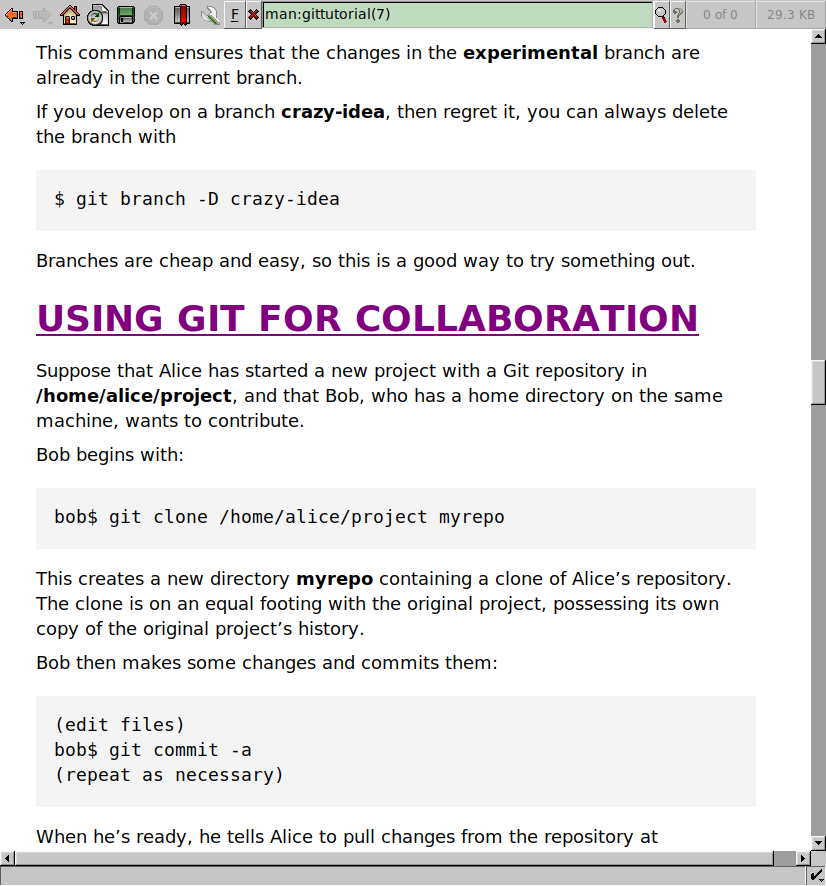 F man:gittutorial(7) 0 of 0 29.3 KB
This command ensures that the changes in the experimental branch are
already in the current branch.
If you develop on a branch crazy-idea, then regret it, you can always delete
the branch with
$ git branch -D crazy-idea
Branches are cheap and easy, so this is a good way to try something out.
USING GIT FOR COLLABORATION
Suppose that Alice has started a new project with a Git repository in
/home/alice/project, and that Bob, who has a home directory on the same
machine, wants to contribute.
Bob begins with:
bob$ git clone /home/alice/project myrepo
This creates a new directory myrepo containing a clone of Alice’s repository.
The clone is on an equal footing with the original project, possessing its own
copy of the original project’s history.
Bob then makes some changes and commits them:
(edit files)
bob$ git commit -a
(repeat as necessary)
When he’s ready, he tells Alice to pull changes from the repository at